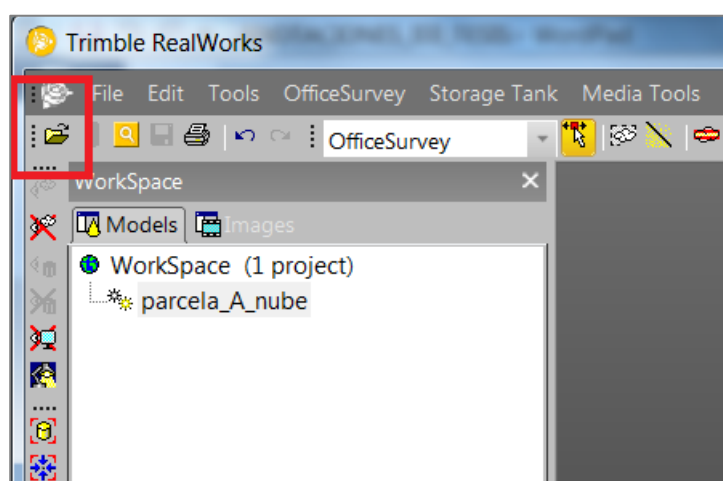 Trimble RealWorks
File Edit Tools OfficeSurvey Storage Tank Media Tools
OfficeSurvey
WorkSpace
Models Images
WorkSpace (1 project)
parcela_A_nube